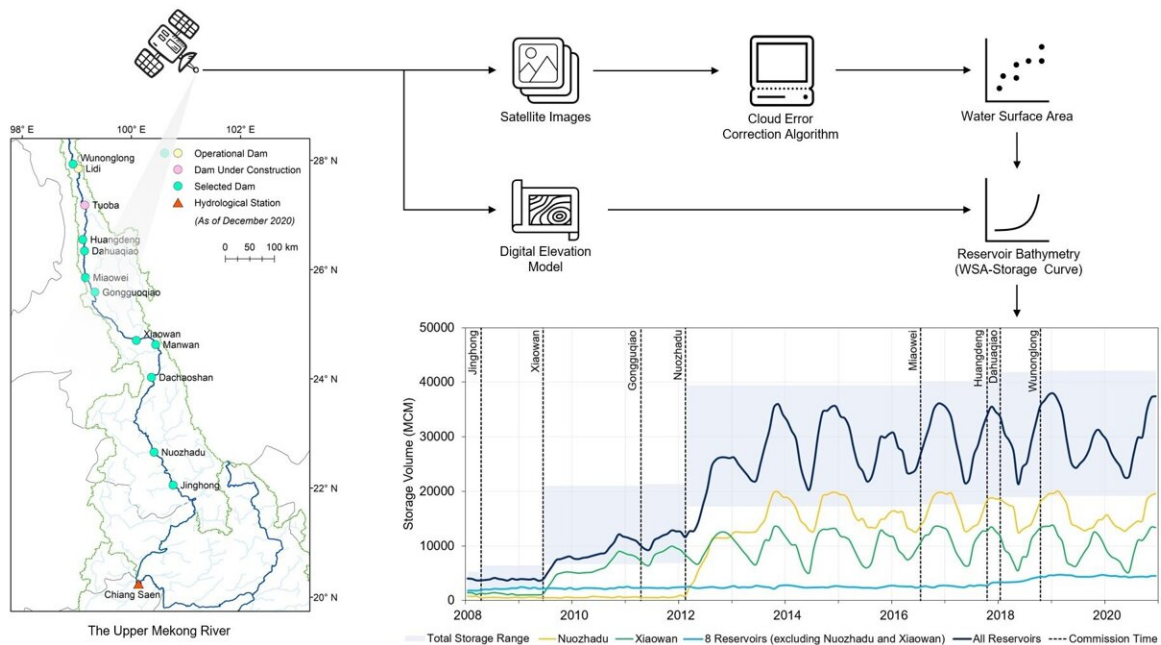 Satellite Images
Cloud Error
Correction Algorithm
Water Surface Area
Digital Elevation
Model
Reservoir Bathymetry
(WSA-Storage Curve)
98° E
100° E
102° E
28° N
26° N
24° N
22° N
20° N
Operational Dam
Dam Under Construction
Selected Dam
Hydrological Station
(As of December 2020)
0 50 100 km
Wunonglong
Lidi
Tuoba
Huangdeng
Dahuaqiao
Miaowei
Gongguoqiao
Xiaowan
Manwan
Dachaoshan
Nuozhadu
Jinghong
Chiang Saen
The Upper Mekong River
Storage Volume (MCM)
50000
40000
30000
20000
10000
0
Jinghong
Xiaowan
Gongguqiao
Nuozhadu
Miaowei
Huangdeng
Dahuaqiao
Wunonglong
2008 2010 2012 2014 2016 2018 2020
Total Storage Range Nuozhadu Xiaowan 8 Reservoirs (excluding Nuozhadu and Xiaowan) All Reservoirs Commission Time